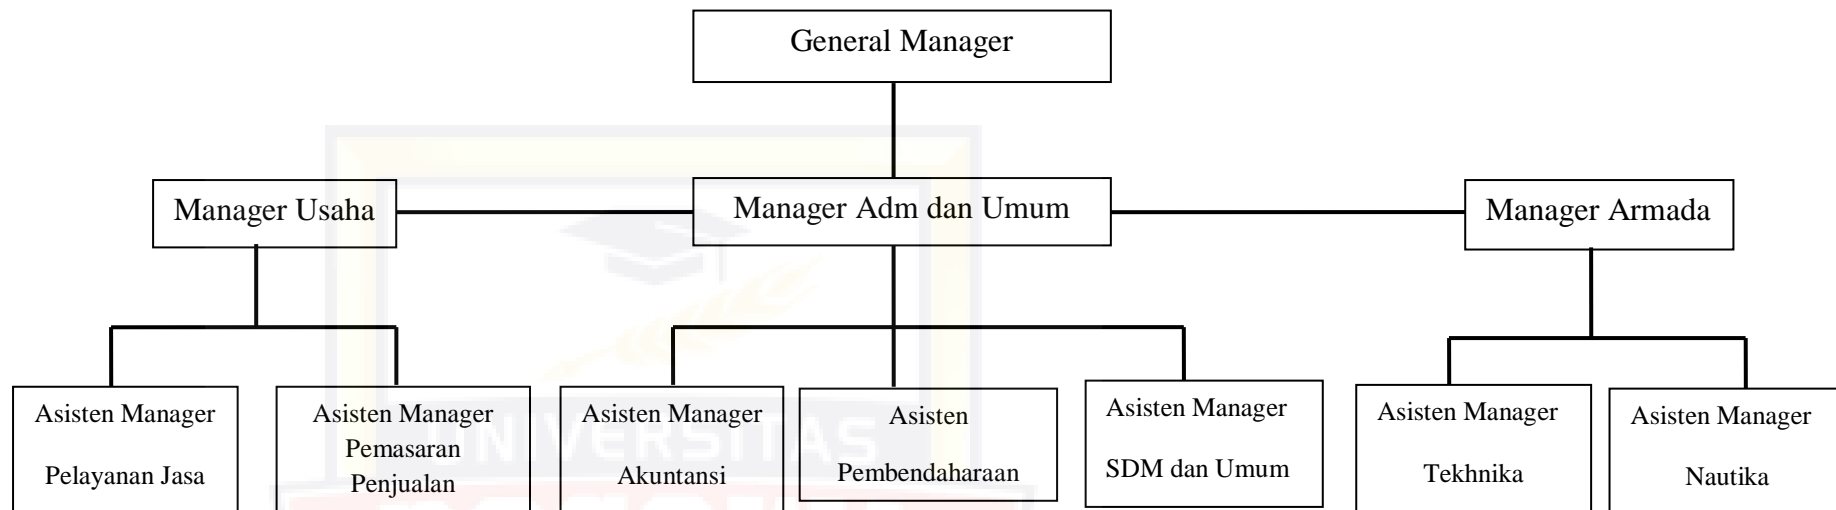 General Manager
Manager Usaha
Manager Adm dan Umum
Manager Armada
Asisten Manager
Pelayanan Jasa
Asisten Manager
Pemasaran
Penjualan
Asisten Manager
Akuntansi
Asisten
Pembendaharaan
Asisten Manager
SDM dan Umum
Asisten Manager
Tekhnika
Asisten Manager
Nautika
UNIVERSITAS